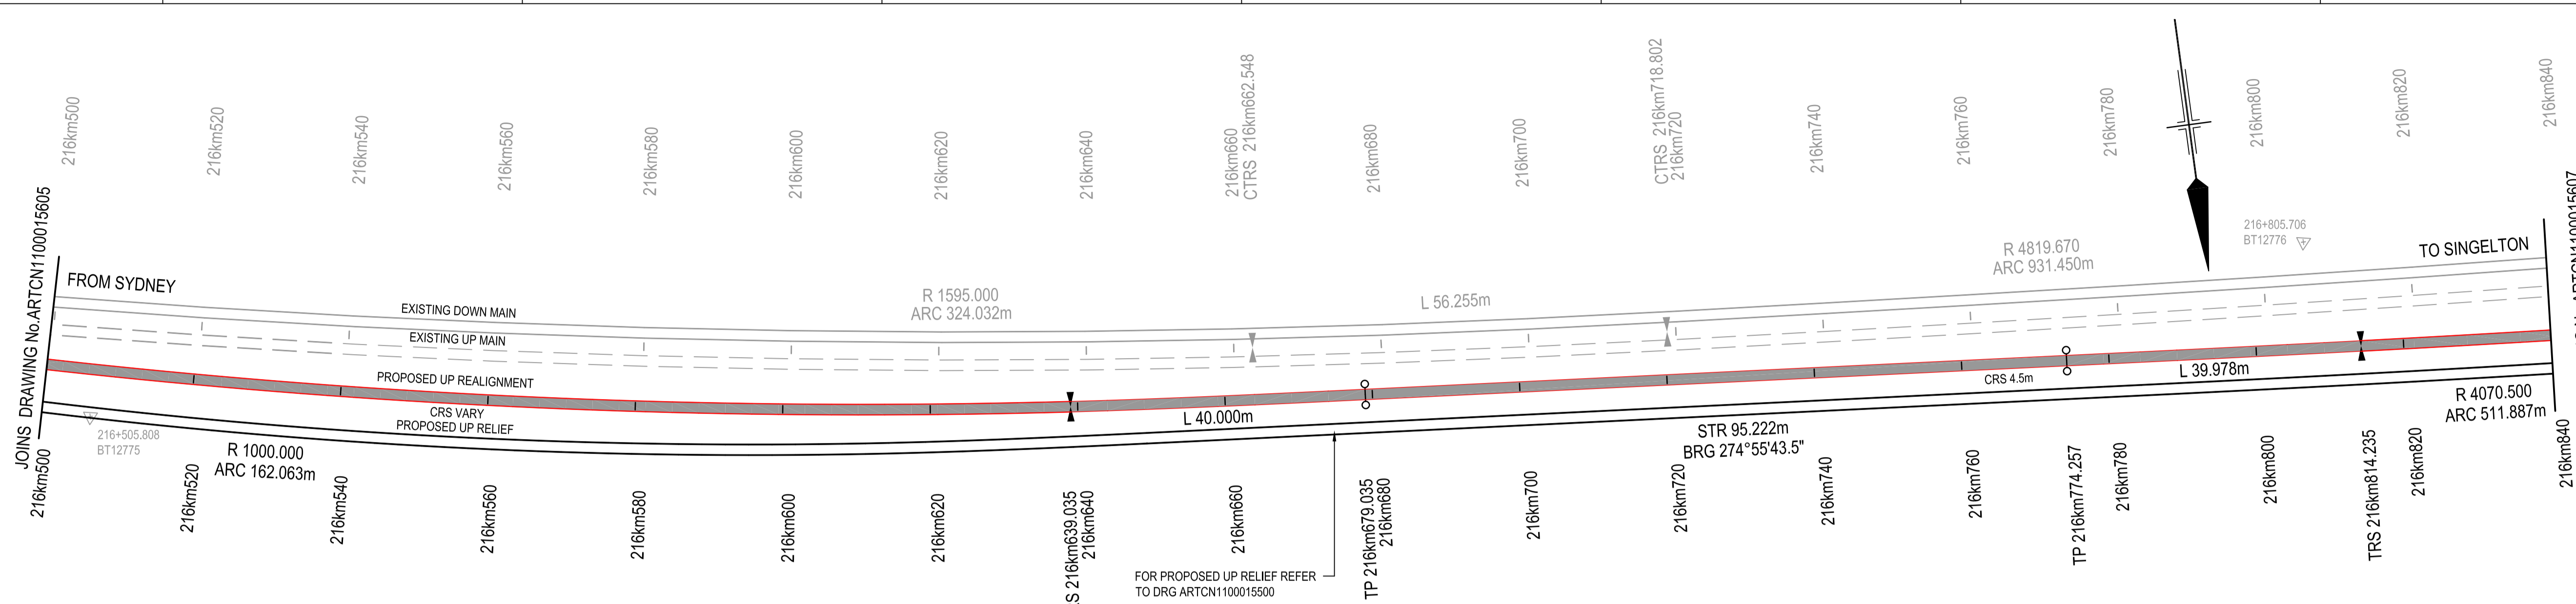 216km500
216km520
216km540
216km560
216km580
216km600
216km620
216km640
216km660
CTRS 216km662.548
216km680
216km700
CTRS 216km718.802
216km720
216km740
216km760
216km780
216km800
216km820
216km840
JOINS DRAWING No.ARTCN1100015605
FROM SYDNEY
EXISTING DOWN MAIN
EXISTING UP MAIN
R 1595.000
ARC 324.032m
L 56.255m
R 4819.670
ARC 931.450m
216+805.706
BT12776
TO SINGELTON
PROPOSED UP REALIGNMENT
CRS VARY
PROPOSED UP RELIEF
216+505.808
BT12775
R 1000.000
ARC 162.063m
L 40.000m
STR 95.222m
BRG 274°55'43.5"
CRS 4.5m
L 39.978m
R 4070.500
ARC 511.887m
216km500
216km520
216km540
216km560
216km580
216km600
216km620
216km639.035
216km640
216km660
TP 216km679.035
216km680
216km700
216km720
216km740
216km760
TP 216km774.257
216km780
216km800
TRS 216km814.235
216km820
216km840
FOR PROPOSED UP RELIEF REFER
TO DRG ARTCN1100015500